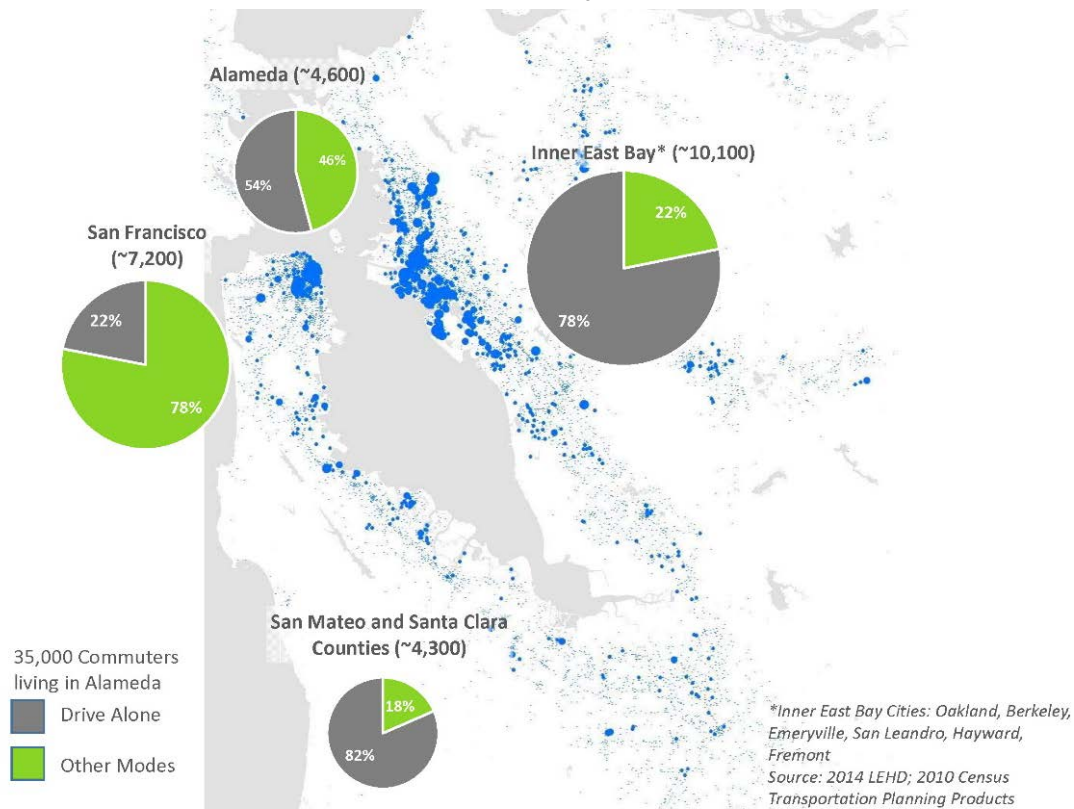 Alameda (~4,600)
46%
54%
Inner East Bay* (~10,100)
22%
78%
San Francisco
(~7,200)
22%
78%
San Mateo and Santa Clara
Counties (~4,300)
18%
82%
35,000 Commuters
living in Alameda
Drive Alone
Other Modes
*Inner East Bay Cities: Oakland, Berkeley,
Emeryville, San Leandro, Hayward,
Fremont
Source: 2014 LEHD; 2010 Census
Transportation Planning Products